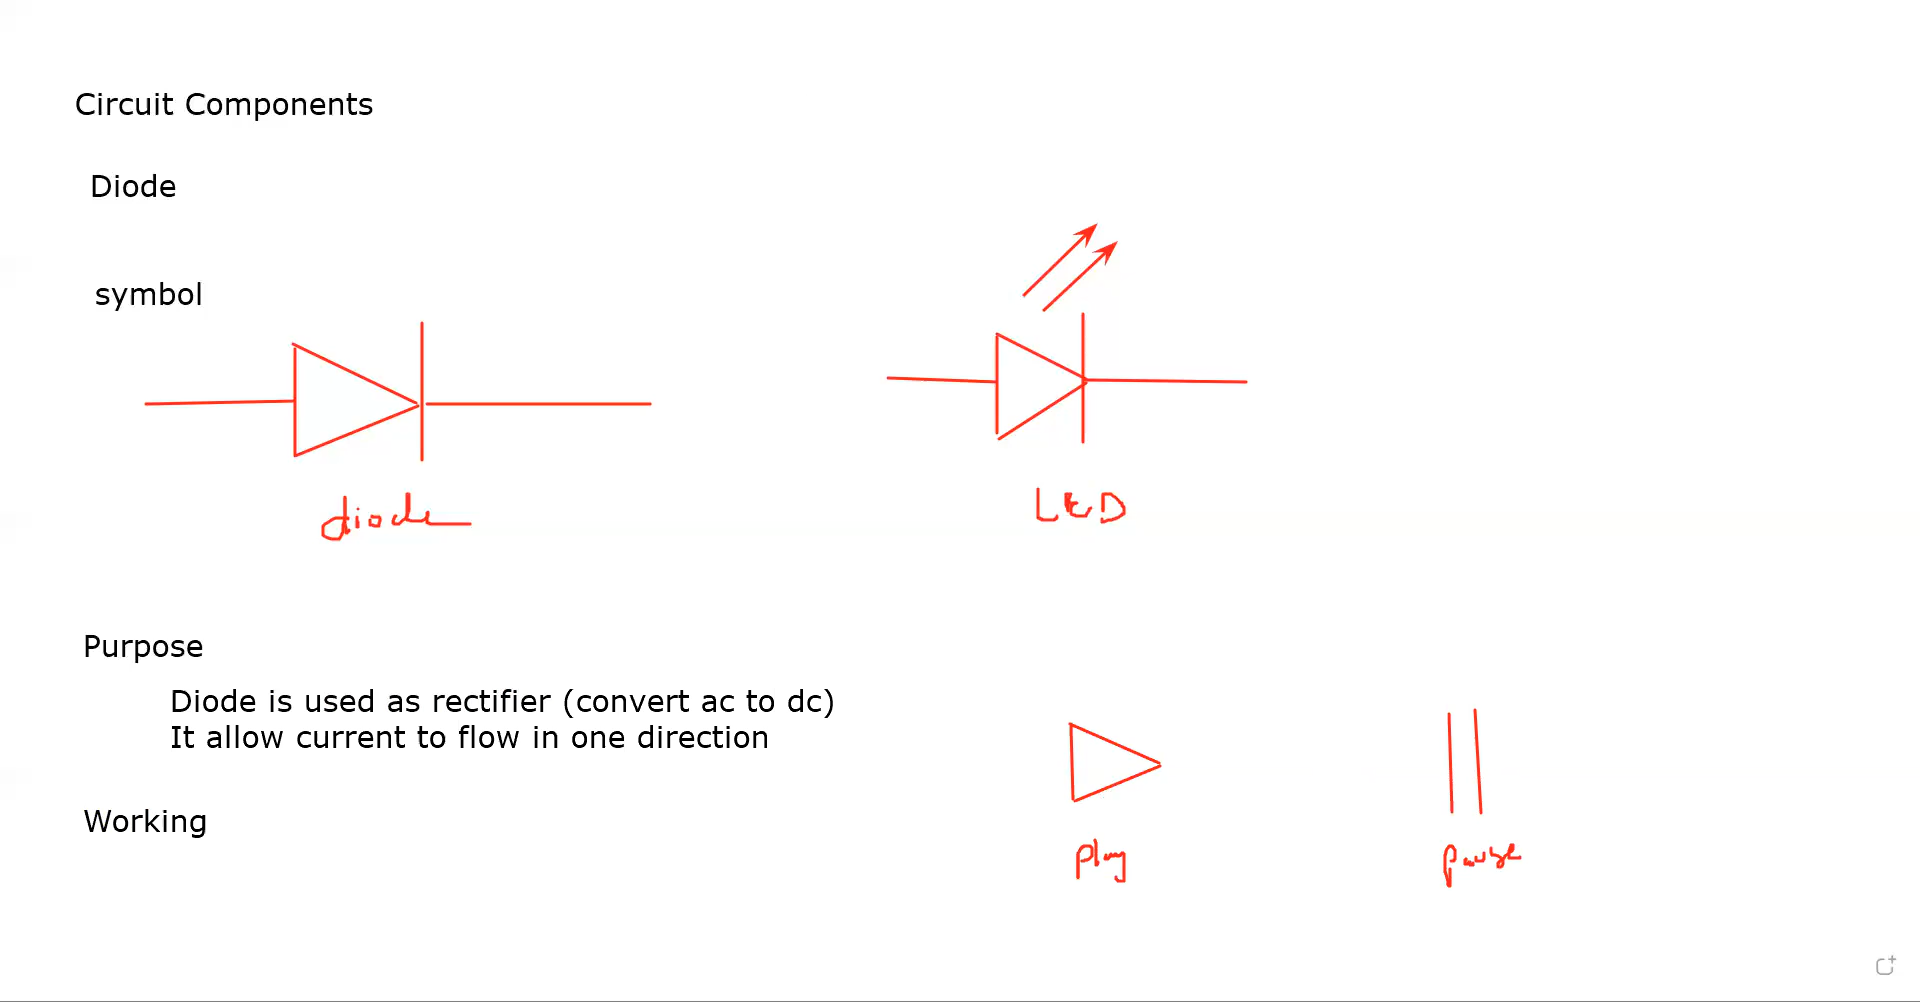 Circuit Components
Diode
symbol
diode
LED
Purpose
Diode is used as rectifier (convert ac to dc)
It allow current to flow in one direction
Working
play
pause